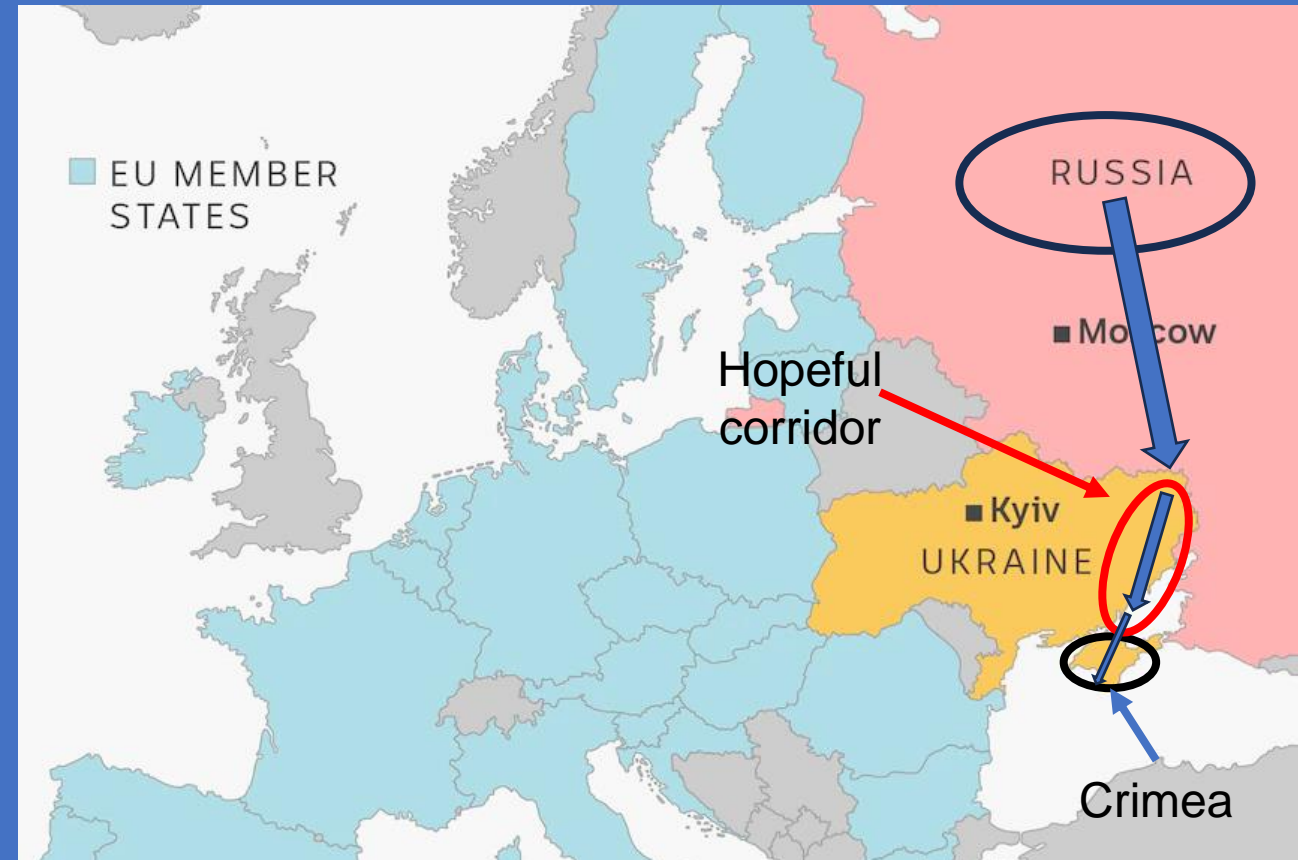 EU MEMBER
STATES
RUSSIA
Moscow
Hopeful
corridor
Kyiv
UKRAINE
Crimea